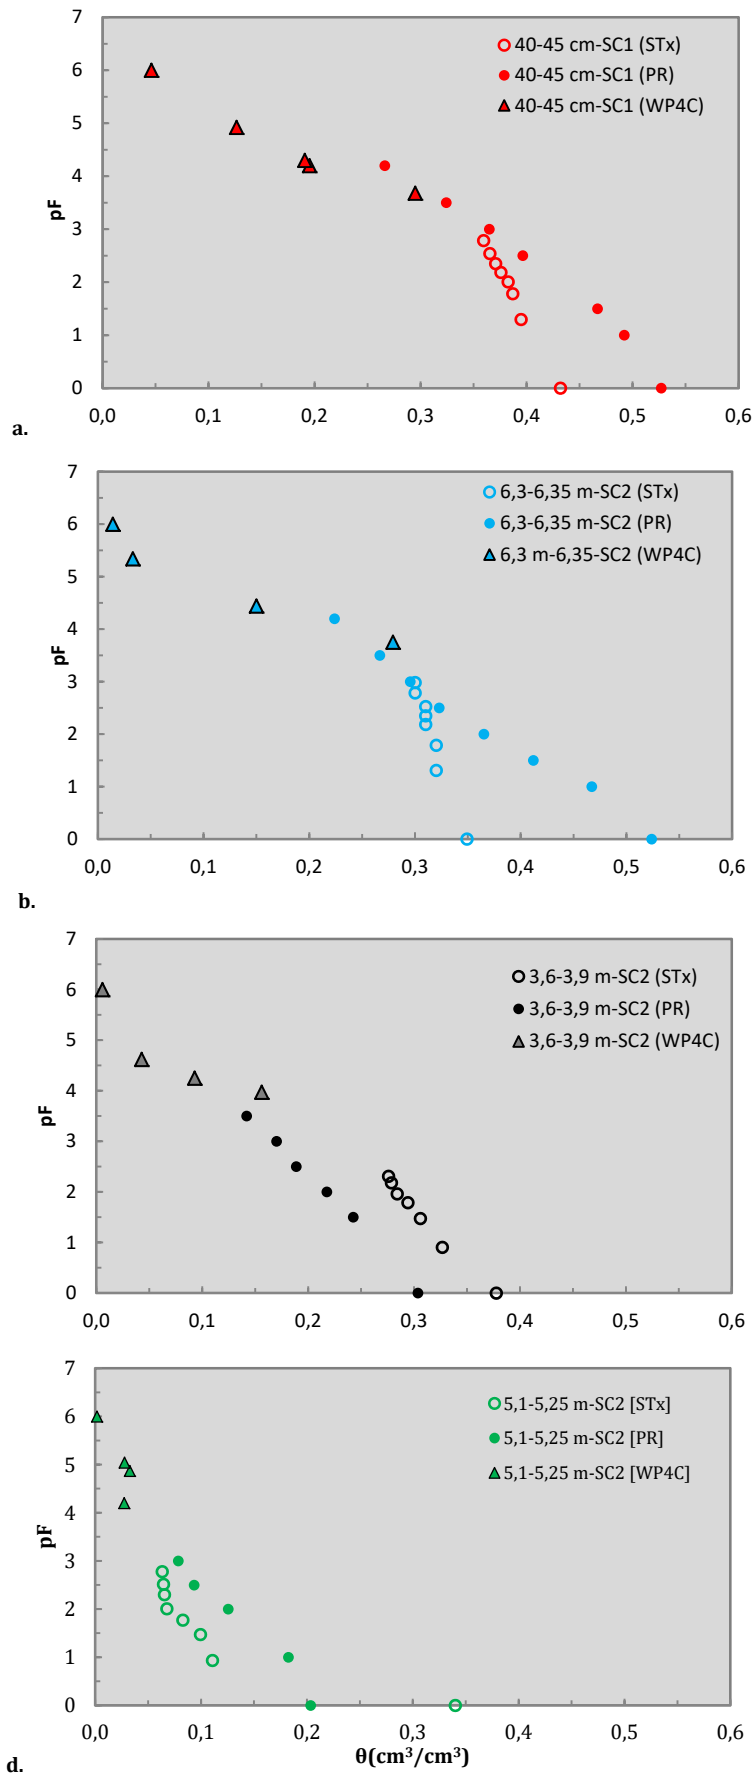 7
6
5
4
3
2
1
0
pF
40-45 cm-SC1 (STx)
40-45 cm-SC1 (PR)
40-45 cm-SC1 (WP4C)
0,0 0,1 0,2 0,3 0,4 0,5 0,6
a.
7
6
5
4
3
2
1
0
pF
6,3-6,35 m-SC2 (STx)
6,3-6,35 m-SC2 (PR)
6,3 m-6,35-SC2 (WP4C)
0,0 0,1 0,2 0,3 0,4 0,5 0,6
b.
7
6
5
4
3
2
1
0
pF
3,6-3,9 m-SC2 (STx)
3,6-3,9 m-SC2 (PR)
3,6-3,9 m-SC2 (WP4C)
0,0 0,1 0,2 0,3 0,4 0,5 0,6
7
6
5
4
3
2
1
0
pF
5,1-5,25 m-SC2 [STx]
5,1-5,25 m-SC2 [PR]
5,1-5,25 m-SC2 [WP4C]
0,0 0,1 0,2 0,3 0,4 0,5 0,6
θ(cm³/cm³)
d.